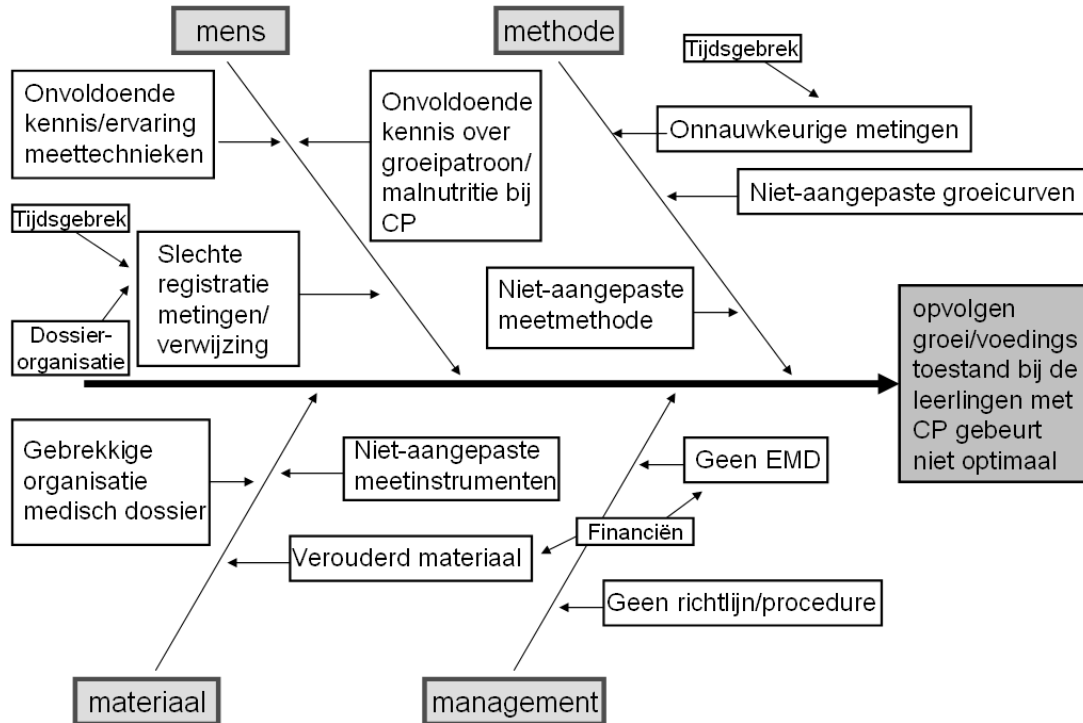 mens
methode
Tijdsgebrek
Onvoldoende
kennis/ervaring
meettechnieken
Onvoldoende
kennis over
groeipatroon/
malnutritie bij
CP
Onnauwkeurige metingen
Niet-aangepaste groeicurven
Tijdsgebrek
Slechte
registratie
metingen/
verwijzing
Dossier-
organisatie
Niet-aangepaste
meetmethode
opvolgen
groei/voedings
toestand bij de
leerlingen met
CP gebeurt
niet optimaal
Gebrekkige
organisatie
medisch dossier
Niet-aangepaste
meetinstrumenten
Geen EMD
Financiën
Verouderd materiaal
Geen richtlijn/procedure
materiaal
management